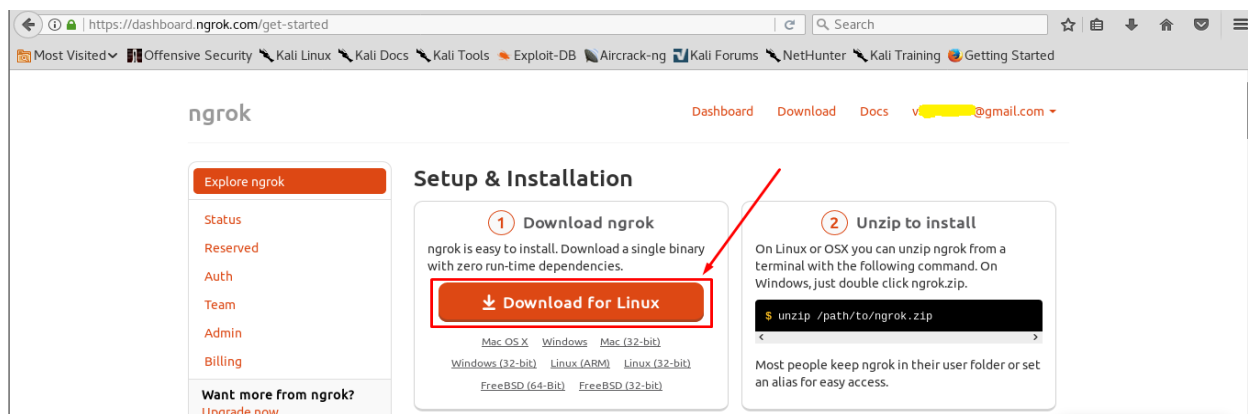 https://dashboard.ngrok.com/get-started
Search
Most Visited
Offensive Security
Kali Linux
Kali Docs
Kali Tools
Exploit-DB
Aircrack-ng
Kali Forums
NetHunter
Kali Training
Getting Started
ngrok
Dashboard
Download
Docs
v @gmail.com
Explore ngrok
Status
Reserved
Auth
Team
Admin
Billing
Want more from ngrok?
Upgrade now
Setup & Installation
1 Download ngrok
ngrok is easy to install. Download a single binary
with zero run-time dependencies.
Download for Linux
Mac OS X Windows Mac (32-bit)
Windows (32-bit) Linux (ARM) Linux (32-bit)
FreeBSD (64-Bit) FreeBSD (32-bit)
2 Unzip to install
On Linux or OSX you can unzip ngrok from a
terminal with the following command. On
Windows, just double click ngrok.zip.
$ unzip /path/to/ngrok.zip
Most people keep ngrok in their user folder or set
an alias for easy access.